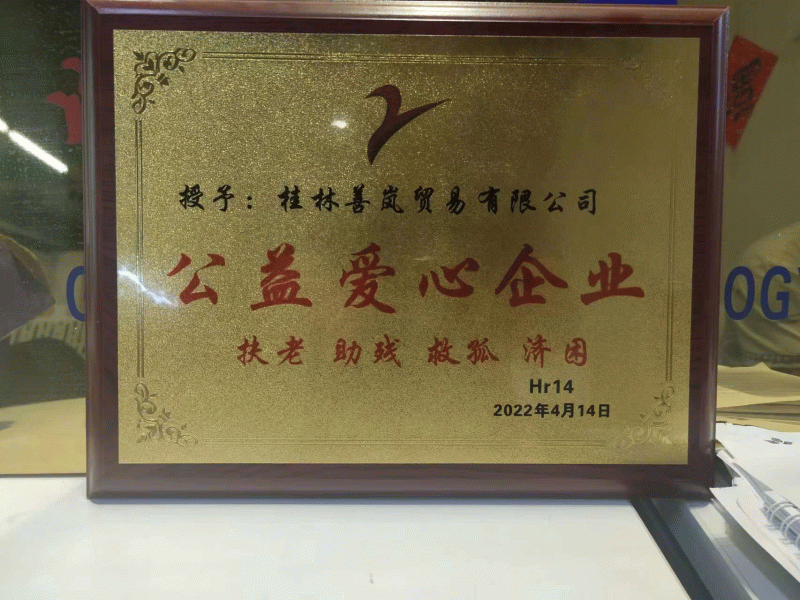 授予：桂林善岚贸易有限公司
公益爱心企业
扶老 助残 救孤 济困
Hr14
2022年4月14日
OG